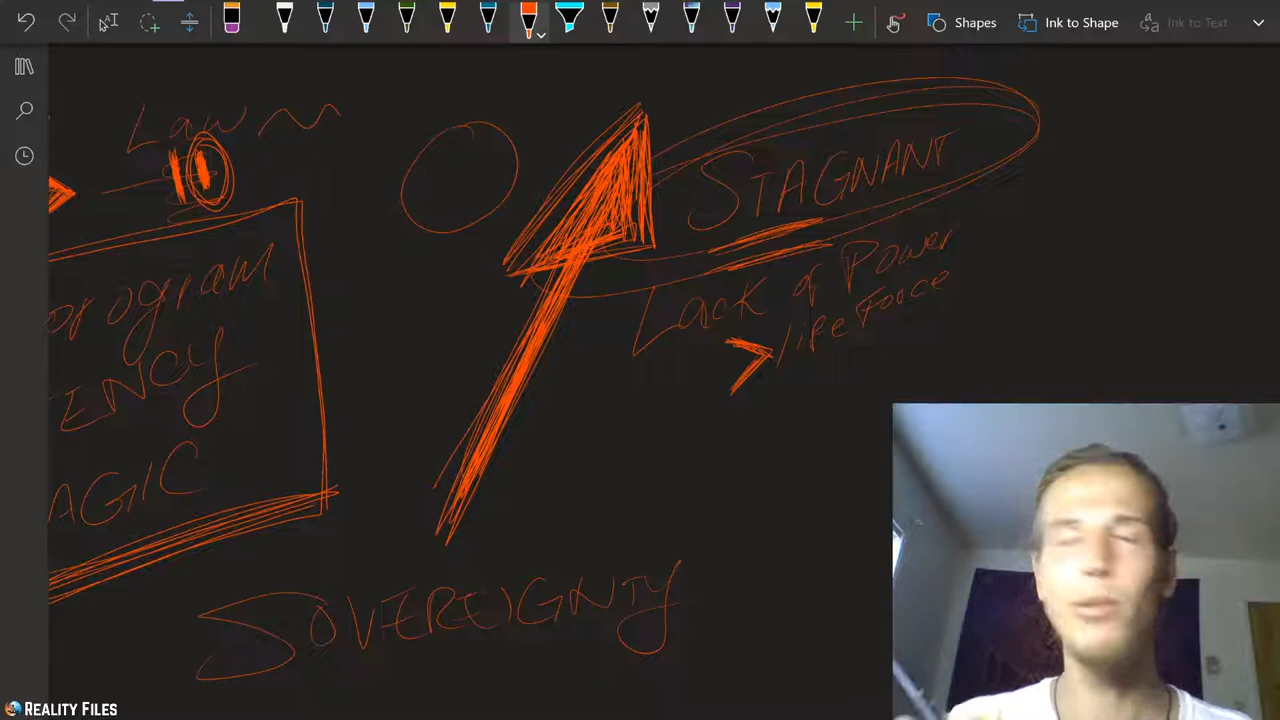 Shapes
Ink to Shape
Ink to Text
Law
STAGNANT
Lack of Power
life Force
rogram
ENCY
AGIC
SOVEREIGNTY
REALITY FILES